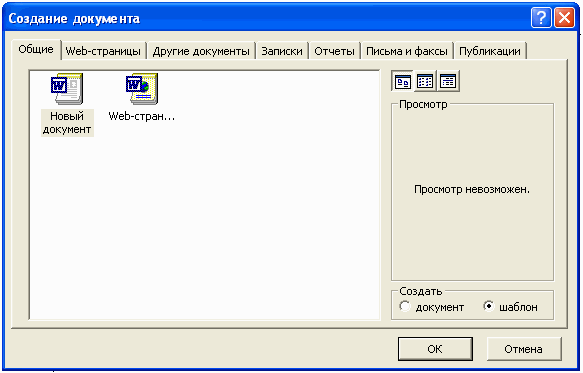 Создание документа
Общие Web-страницы Другие документы Записки Отчеты Письма и факсы Публикации
Новый
документ
Web-стран...
Просмотр
Просмотр невозможен.
Создать
документ шаблон
ОК Отмена